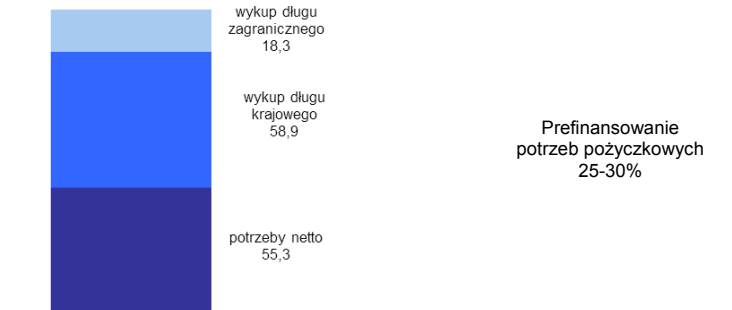 wykup długu
zagranicznego
18,3
wykup długu
krajowego
58,9
Prefinansowanie
potrzeb pożyczkowych
25-30%
potrzeby netto
55,3